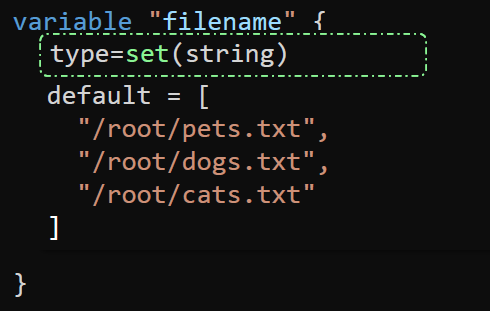 variable "filename" {
type=set(string)
default = [
"/root/pets.txt",
"/root/dogs.txt",
"/root/cats.txt"
]
}